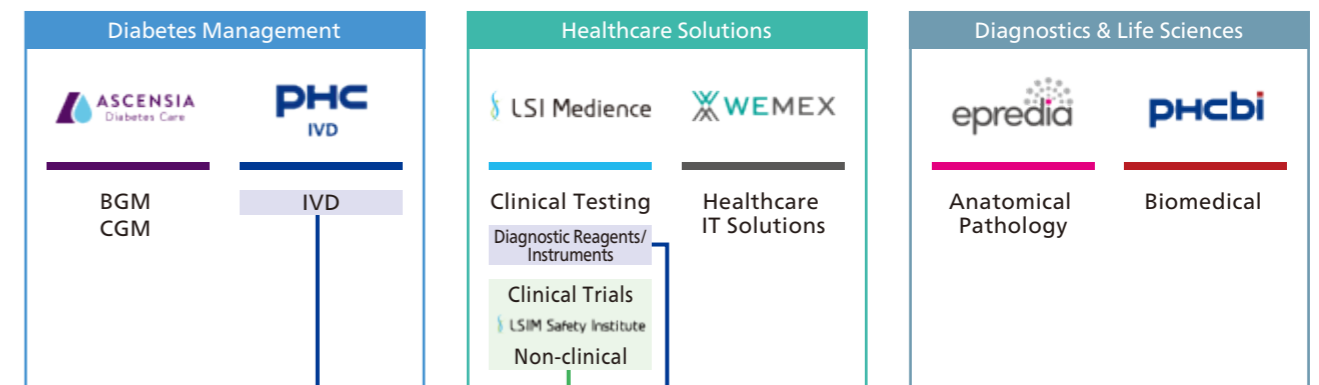 Diabetes Management
ASCENSIA
Diabetes Care
PHC
IVD
BGM
CGM
IVD
Healthcare Solutions
LSI Medience
WEMEX
Clinical Testing
Diagnostic Reagents/
Instruments
Clinical Trials
LSIM Safety Institute
Non-clinical
Healthcare
IT Solutions
Diagnostics & Life Sciences
epredia
PHCbi
Anatomical
Pathology
Biomedical